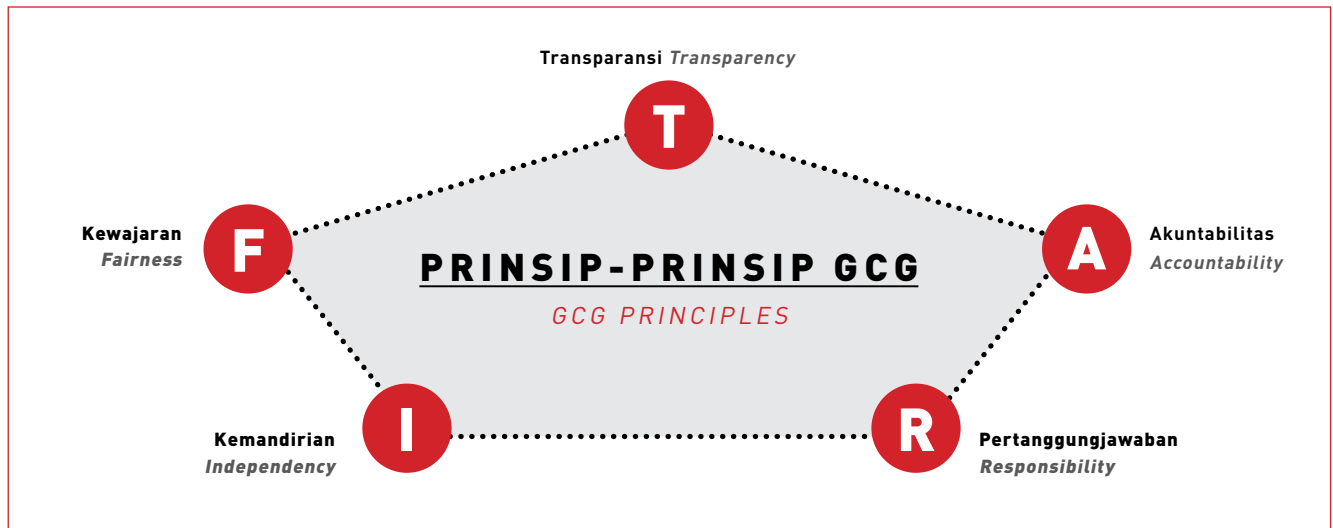 Transparansi Transparency
T
Kewajaran
Fairness
F
A
Akuntabilitas
Accountability
PRINSIP-PRINSIP GCG
GCG PRINCIPLES
Kemandirian
Independency
I
R
Pertanggungjawaban
Responsibility